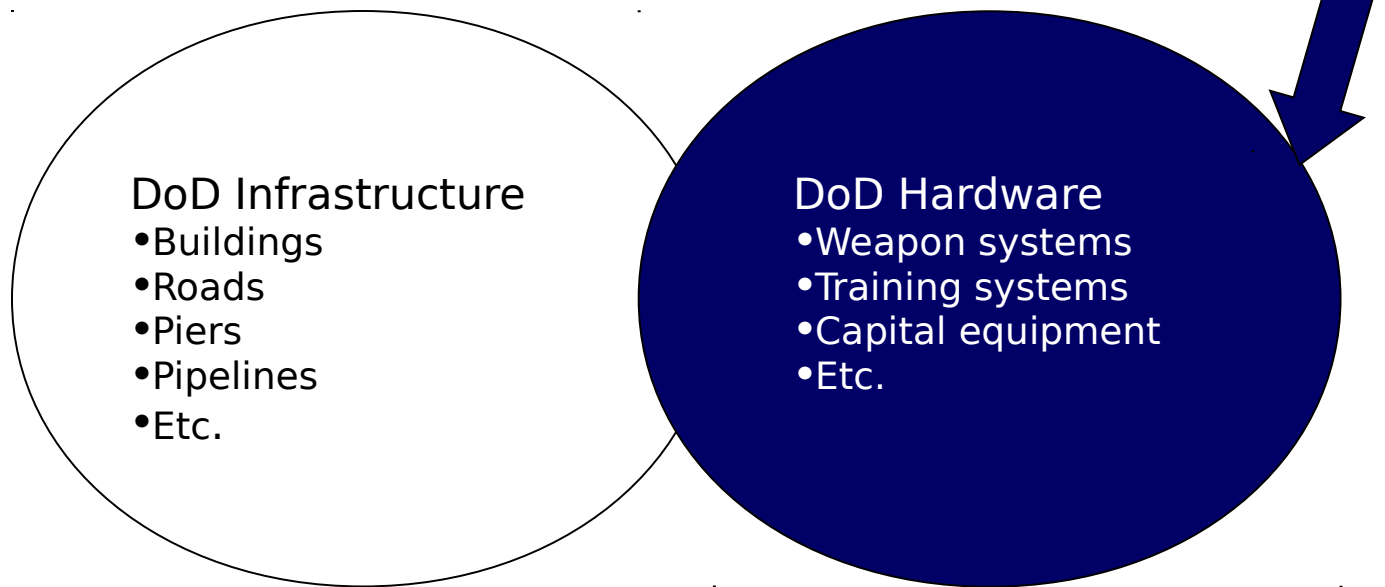 DoD Infrastructure
•Buildings
•Roads
•Piers
•Pipelines
•Etc.
DoD Hardware
•Weapon systems
•Training systems
•Capital equipment
•Etc.